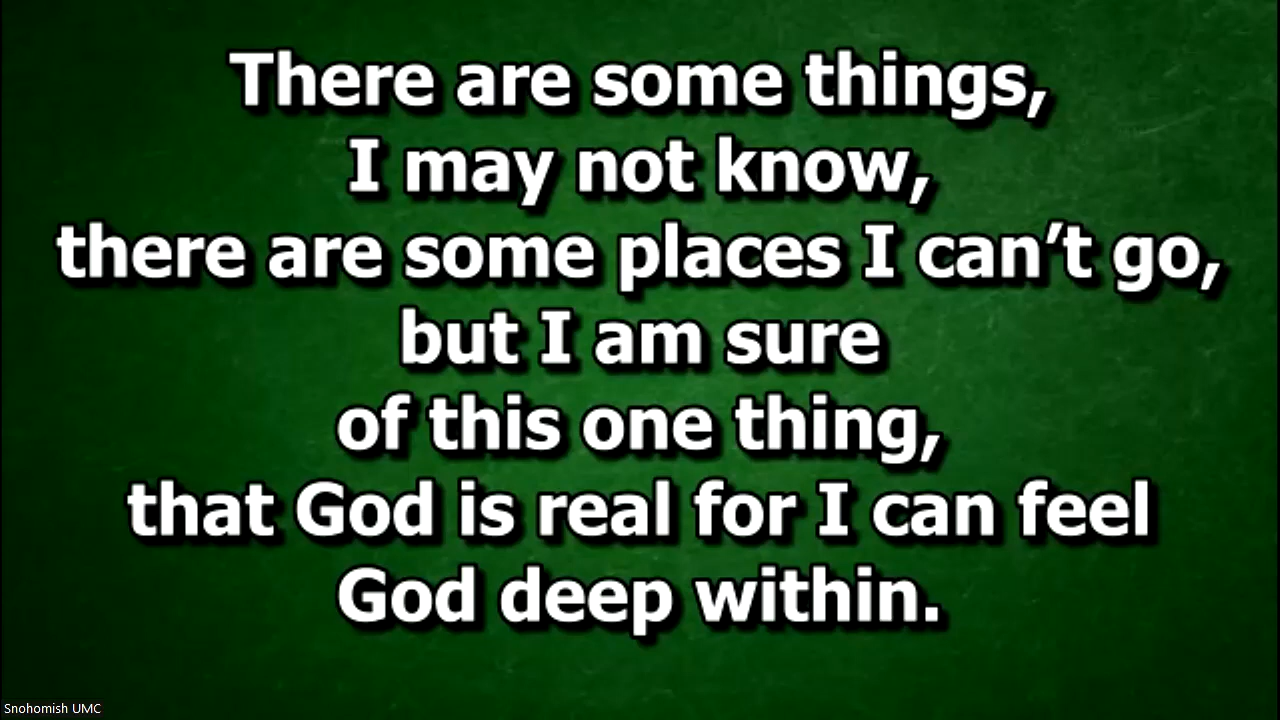 There are some things,
I may not know,
there are some places I can’t go,
but I am sure
of this one thing,
that God is real for I can feel
God deep within.
Snohomish UMC